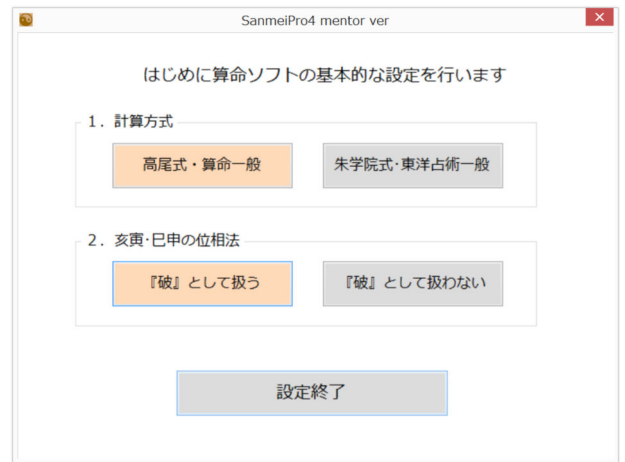 SanmeiPro4 mentor ver
はじめに算命ソフトの基本的な設定を行います
1. 計算方式
高尾式・算命一般
朱学院式・東洋占術一般
2. 亥寅・巳申の位相法
『破』として扱う
『破』として扱わない
設定終了